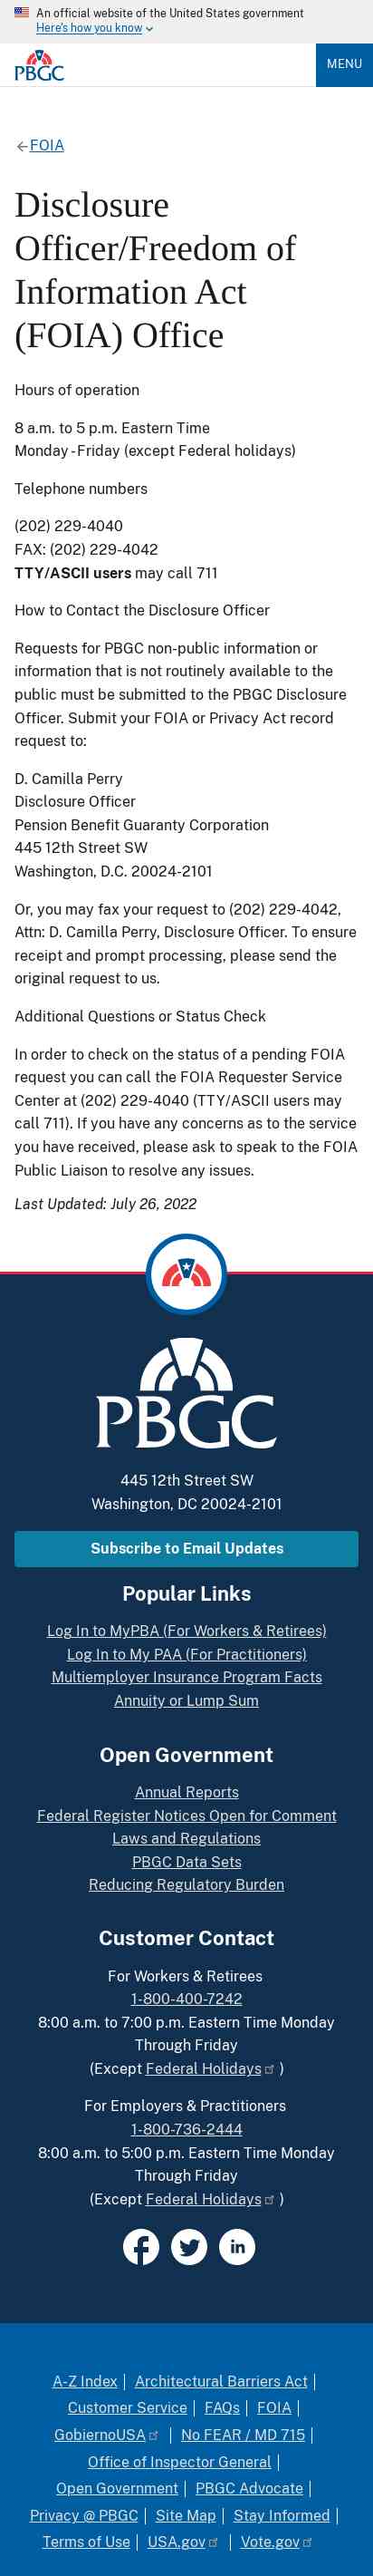 An official website of the United States government
Here's how you know
PBGC
MENU
FOIA
Disclosure
Officer/Freedom of
Information Act
(FOIA) Office
Hours of operation
8 a.m. to 5 p.m. Eastern Time
Monday - Friday (except Federal holidays)
Telephone numbers
(202) 229-4040
FAX: (202) 229-4042
TTY/ASCII users may call 711
How to Contact the Disclosure Officer
Requests for PBGC non-public information or
information that is not routinely available to the
public must be submitted to the PBGC Disclosure
Officer. Submit your FOIA or Privacy Act record
request to:
D. Camilla Perry
Disclosure Officer
Pension Benefit Guaranty Corporation
445 12th Street SW
Washington, D.C. 20024-2101
Or, you may fax your request to (202) 229-4042,
Attn: D. Camilla Perry, Disclosure Officer. To ensure
receipt and prompt processing, please send the
original request to us.
Additional Questions or Status Check
In order to check on the status of a pending FOIA
request you can call the FOIA Requester Service
Center at (202) 229-4040 (TTY/ASCII users may
call 711). If you have any concerns as to the service
you have received, please ask to speak to the FOIA
Public Liaison to resolve any issues.
Last Updated: July 26, 2022
PBGC
445 12th Street SW
Washington, DC 20024-2101
Subscribe to Email Updates
Popular Links
Log In to MyPBA (For Workers & Retirees)
Log In to My PAA (For Practitioners)
Multiemployer Insurance Program Facts
Annuity or Lump Sum
Open Government
Annual Reports
Federal Register Notices Open for Comment
Laws and Regulations
PBGC Data Sets
Reducing Regulatory Burden
Customer Contact
For Workers & Retirees
1-800-400-7242
8:00 a.m. to 7:00 p.m. Eastern Time Monday
Through Friday
(Except Federal Holidays )
For Employers & Practitioners
1-800-736-2444
8:00 a.m. to 5:00 p.m. Eastern Time Monday
Through Friday
(Except Federal Holidays )
in
A-Z Index | Architectural Barriers Act |
Customer Service | FAQs | FOIA |
GobiernoUSA | No FEAR / MD 715 |
Office of Inspector General |
Open Government | PBGC Advocate |
Privacy @ PBGC | Site Map | Stay Informed |
Terms of Use | USA.gov | Vote.gov